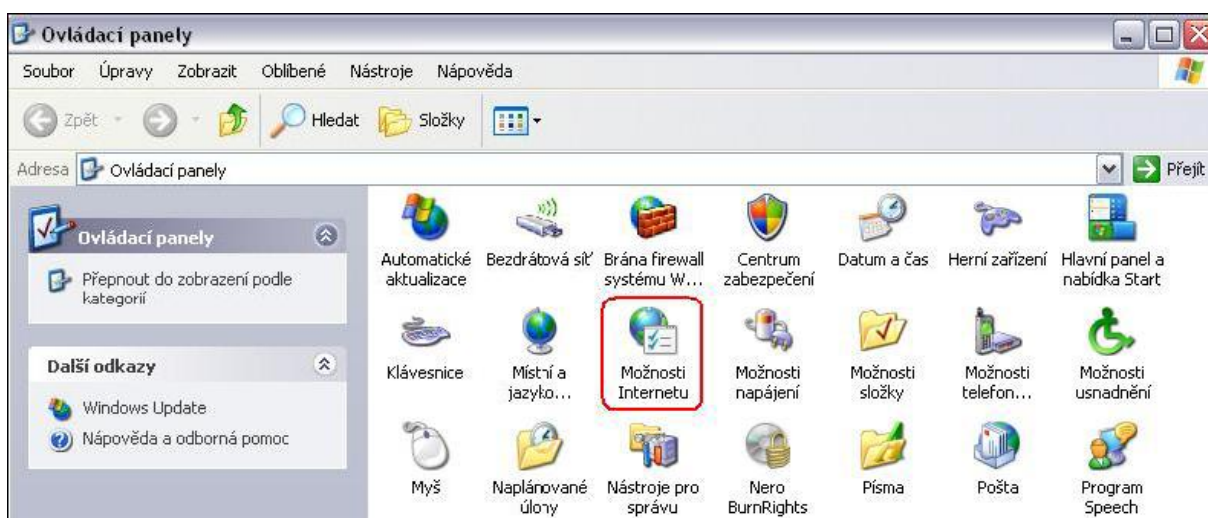 Ovládací panely
Soubor Úpravy Zobrazit Oblíbené Nástroje Nápověda
Zpět Hledat Složky
Adresa Ovládací panely Přejít
Ovládací panely
Přepnout do zobrazení podle
kategorií
Další odkazy
Windows Update
Nápověda a odborná pomoc
Automatické
aktualizace
Bezdrátová síť
Brána firewall
systému W...
Centrum
zabezpečení
Datum a čas
Herní zařízení
Hlavní panel a
nabídka Start
Klávesnice
Místní a
jazyko...
Možnosti
Internetu
Možnosti
napájení
Možnosti
složky
Možnosti
telefon...
Možnosti
usnadnění
Myš
Naplánované
úlohy
Nástroje pro
správu
Nero
BurnRights
Písma
Pošta
Program
Speech